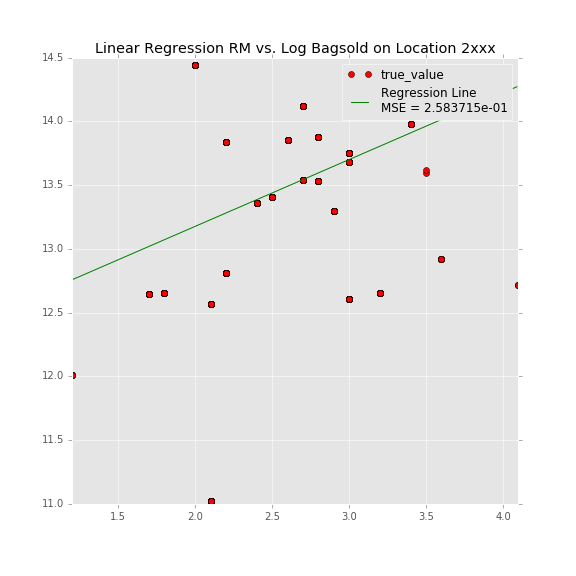 Linear Regression RM vs. Log Bagsold on Location 2xxx
14.5
true_value
Regression Line
MSE = 2.583715e-01
14.0
13.5
13.0
12.5
12.0
11.5
11.0
1.5 2.0 2.5 3.0 3.5 4.0